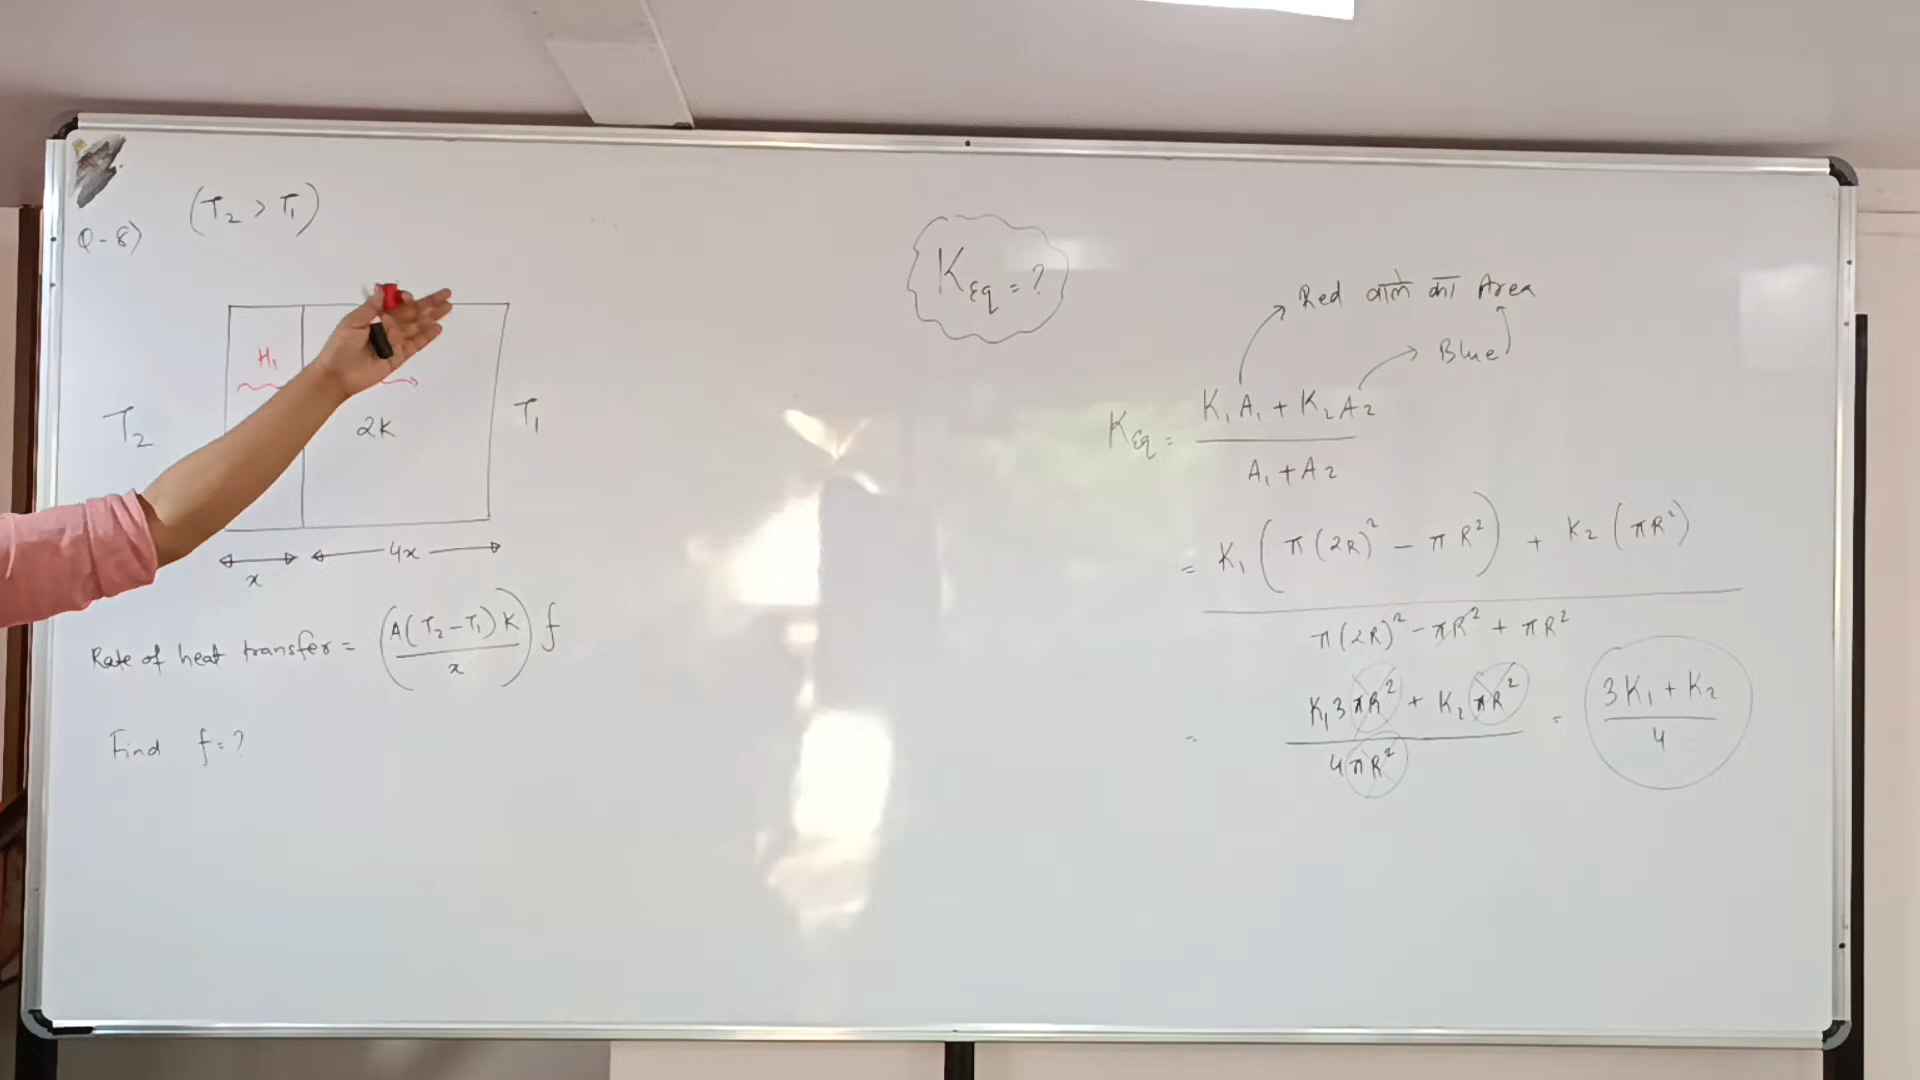 (T₂ > T₁)
Q-8)
H₁
T₂
2K
T₁
x
4x
Rate of heat transfer = (A(T₂-T₁)K / x) f
Find f = ?
K_Eq = ?
Red वाले का Area
Blue
K_Eq = (K₁A₁ + K₂A₂) / (A₁ + A₂)
= (K₁(π(2R)² - πR²) + K₂(πR²)) / (π(2R)² - πR² + πR²)
= (K₁3πR² + K₂πR²) / (4πR²) = (3K₁ + K₂) / 4